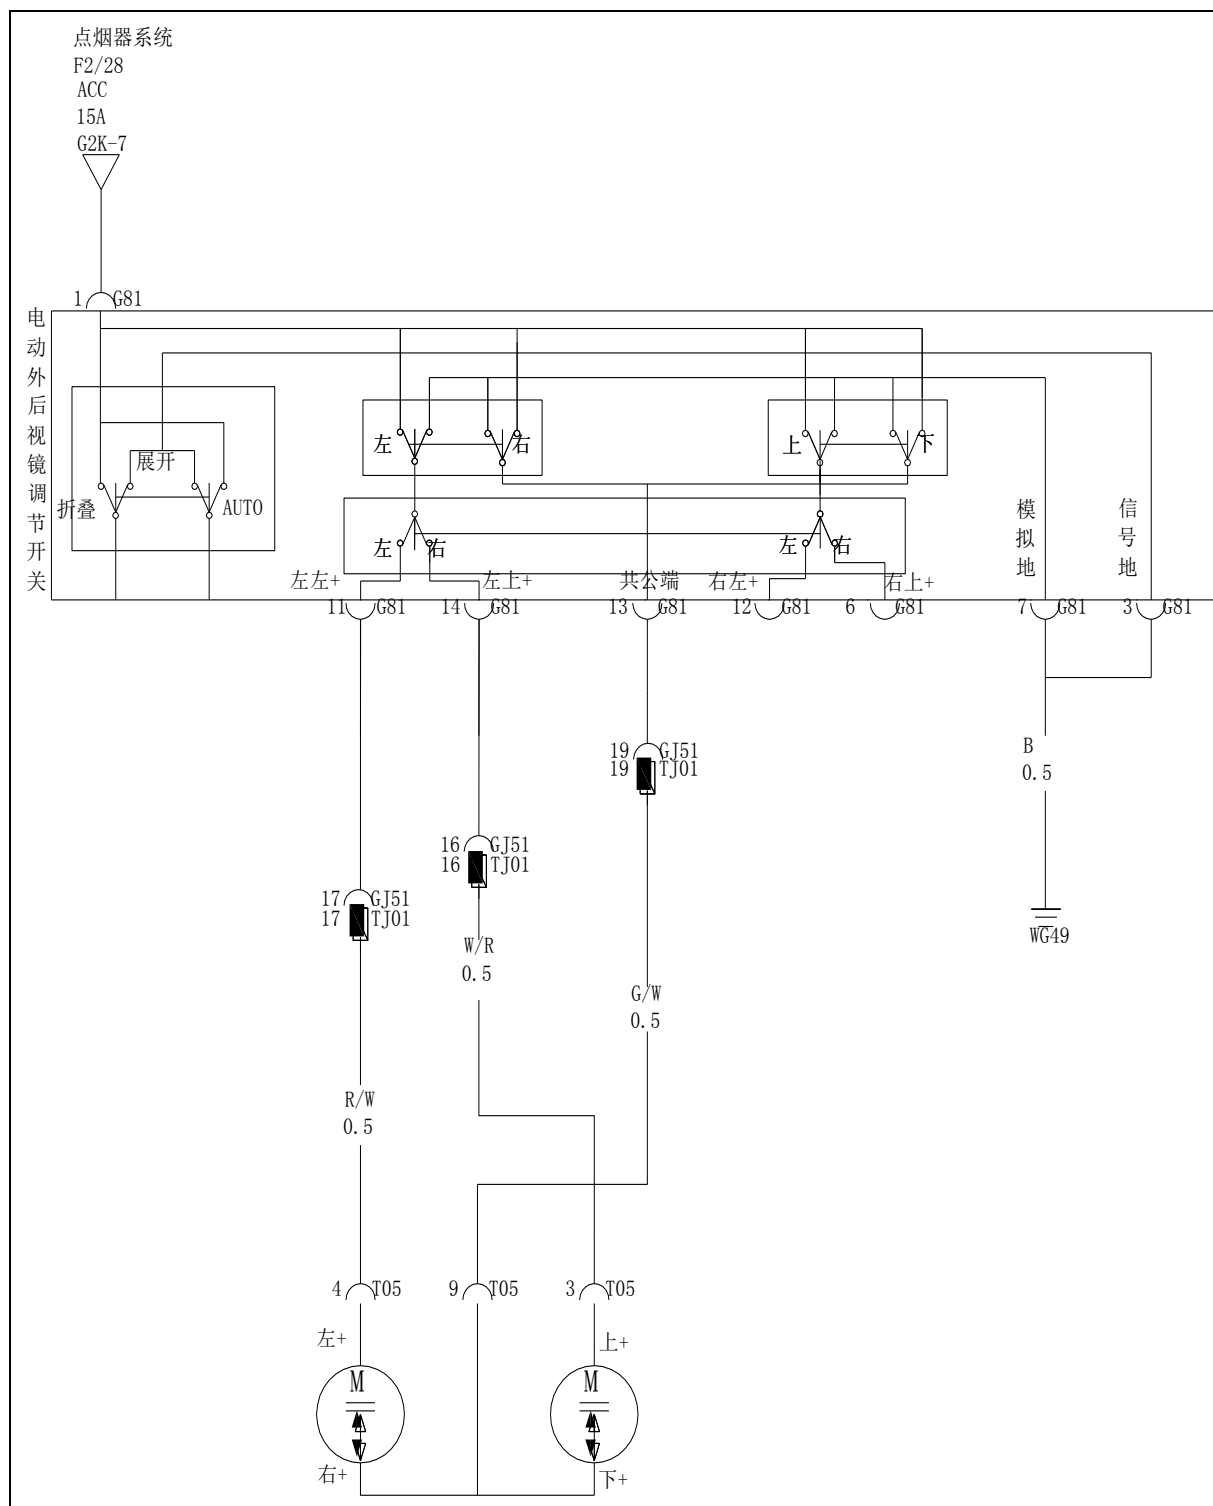 点烟器系统
F2/28
ACC
15A
G2K-7
1 G81
电动外后视镜调节开关
展开
折叠
AUTO
左 右
上 下
左 右
左 右
模拟地
信号地
左左+ 左上+ 共公端 右左+ 右上+
11 G81 14 G81 13 G81 12 G81 6 G81 7 G81 3 G81
19 GJ51
19 TJ01
B
0.5
16 GJ51
16 TJ01
17 GJ51
17 TJ01
WG49
W/R
0.5
G/W
0.5
R/W
0.5
4 T05 9 T05 3 T05
左+ 上+
M M
右+ 下+